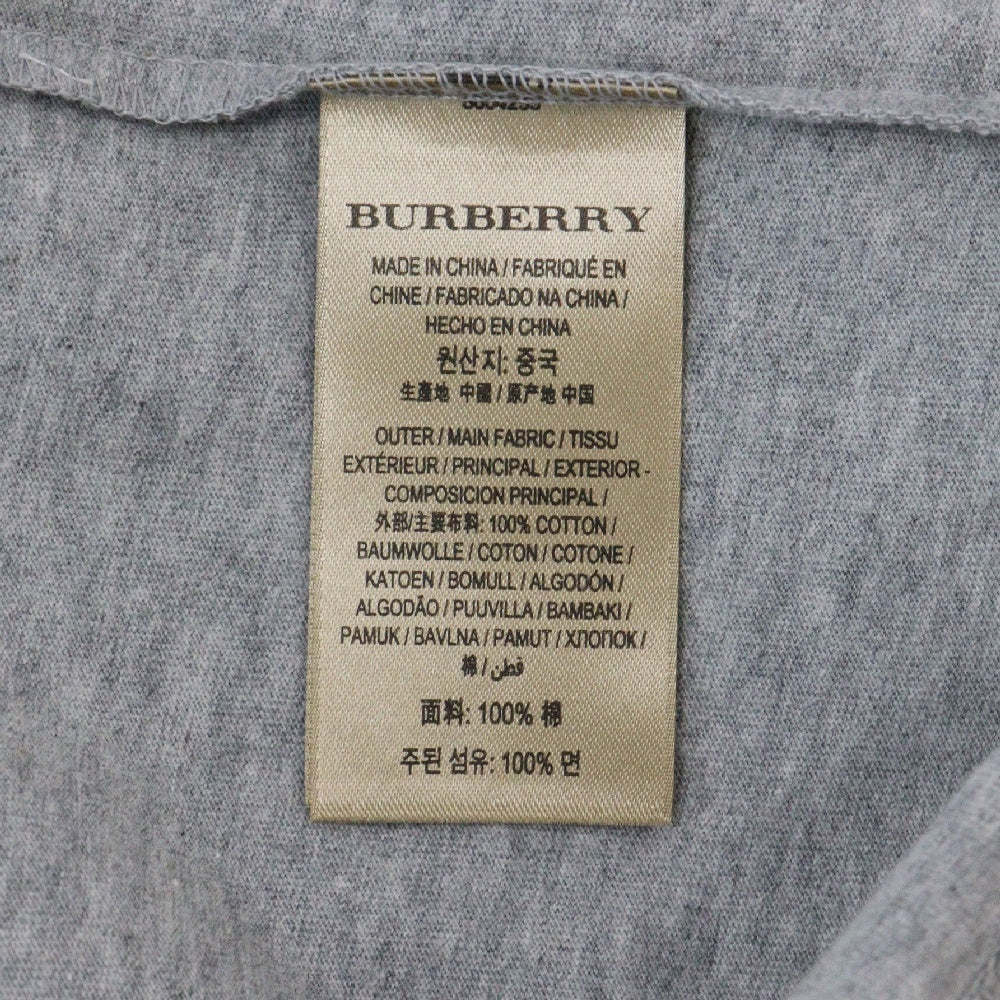 BURBERRY
MADE IN CHINA / FABRIQUÉ EN
CHINE / FABRICADO NA CHINA /
HECHO EN CHINA
원산지: 중국
生產地 中國 / 原产地 中国
OUTER / MAIN FABRIC / TISSU
EXTÉRIEUR / PRINCIPAL / EXTERIOR -
COMPOSICION PRINCIPAL /
外部/主要布料: 100% COTTON /
BAUMWOLLE / COTON / COTONE /
KATOEN / BOMULL / ALGODÓN /
ALGODÃO / PUUVILLA / BAMBAKI /
PAMUK / BAVLNA / PAMUT / ХЛОПОК /
棉 / قطن
面料: 100% 棉
주된 섬유: 100% 면